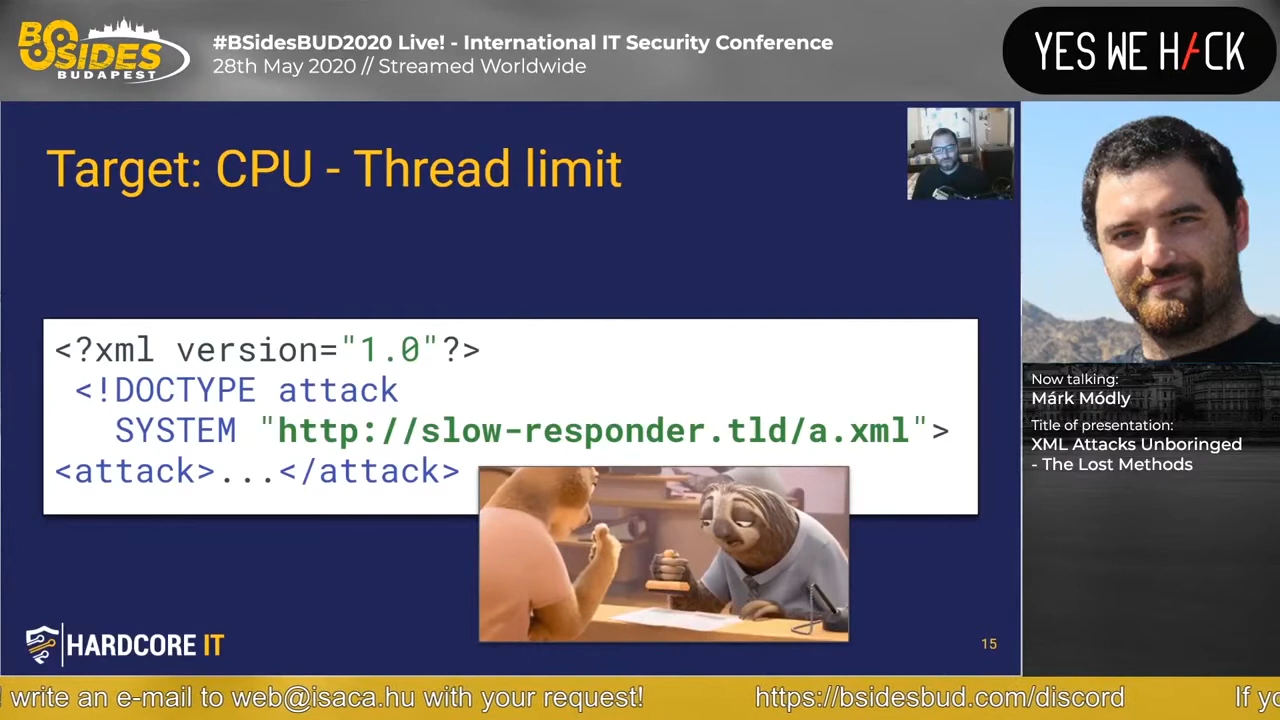 BSIDES
BUDAPEST
#BSidesBUD2020 Live! - International IT Security Conference
28th May 2020 // Streamed Worldwide
YES WE H/CK
Target: CPU - Thread limit
<?xml version="1.0"?>
<!DOCTYPE attack
SYSTEM "http://slow-responder.tld/a.xml">
<attack>...</attack>
HARDCORE IT
15
Now talking:
Márk Módly
Title of presentation:
XML Attacks Unboringed
- The Lost Methods
write an e-mail to web@isaca.hu with your request! https://bsidesbud.com/discord If